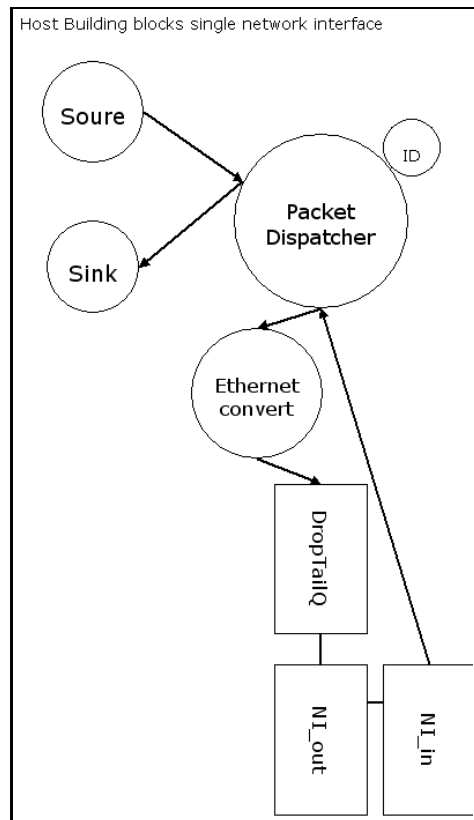 Host Building blocks single network interface
Soure
ID
Packet
Dispatcher
Sink
Ethernet
convert
DropTailQ
NI_out
NI_in